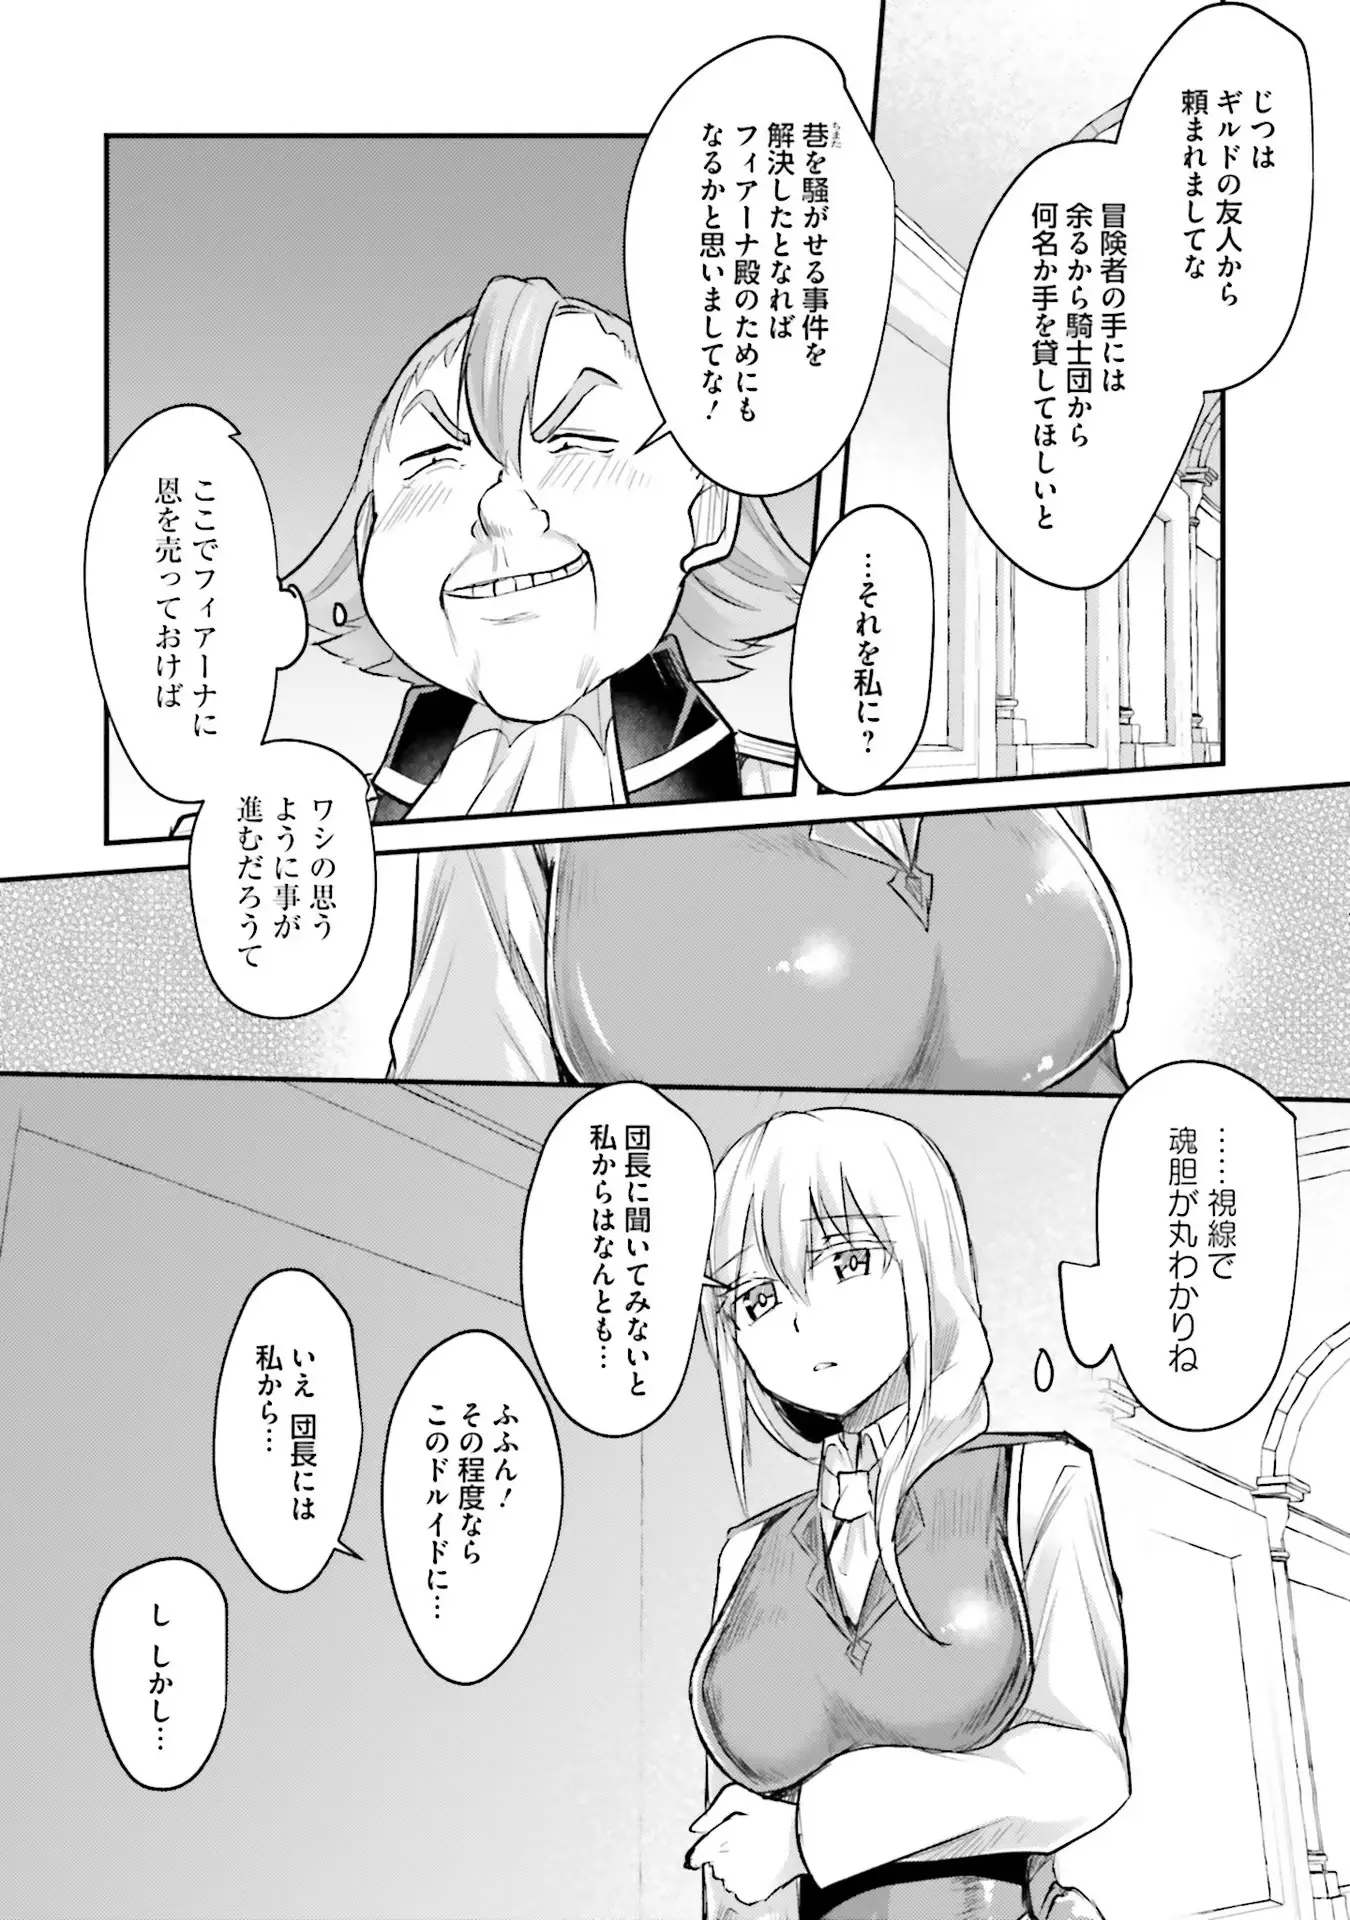 じつは
ギルドの友人から
頼まれましてな
冒険者の手には
余るから騎士団から
何名か手を貸してほしいと
巷を騒がせる事件を
ちまた
解決したとなれば
フィアーナ殿のためにも
なるかと思いましてな！
…それを私に？
ここでフィアーナに
恩を売っておけば
ワシの思う
ように事が
進むだろうて
……視線で
魂胆が丸わかりね
団長に聞いてみないと
私からはなんとも…
ふふん！
その程度なら
このドルイドに…
いえ 団長には
私から…
し しかし…